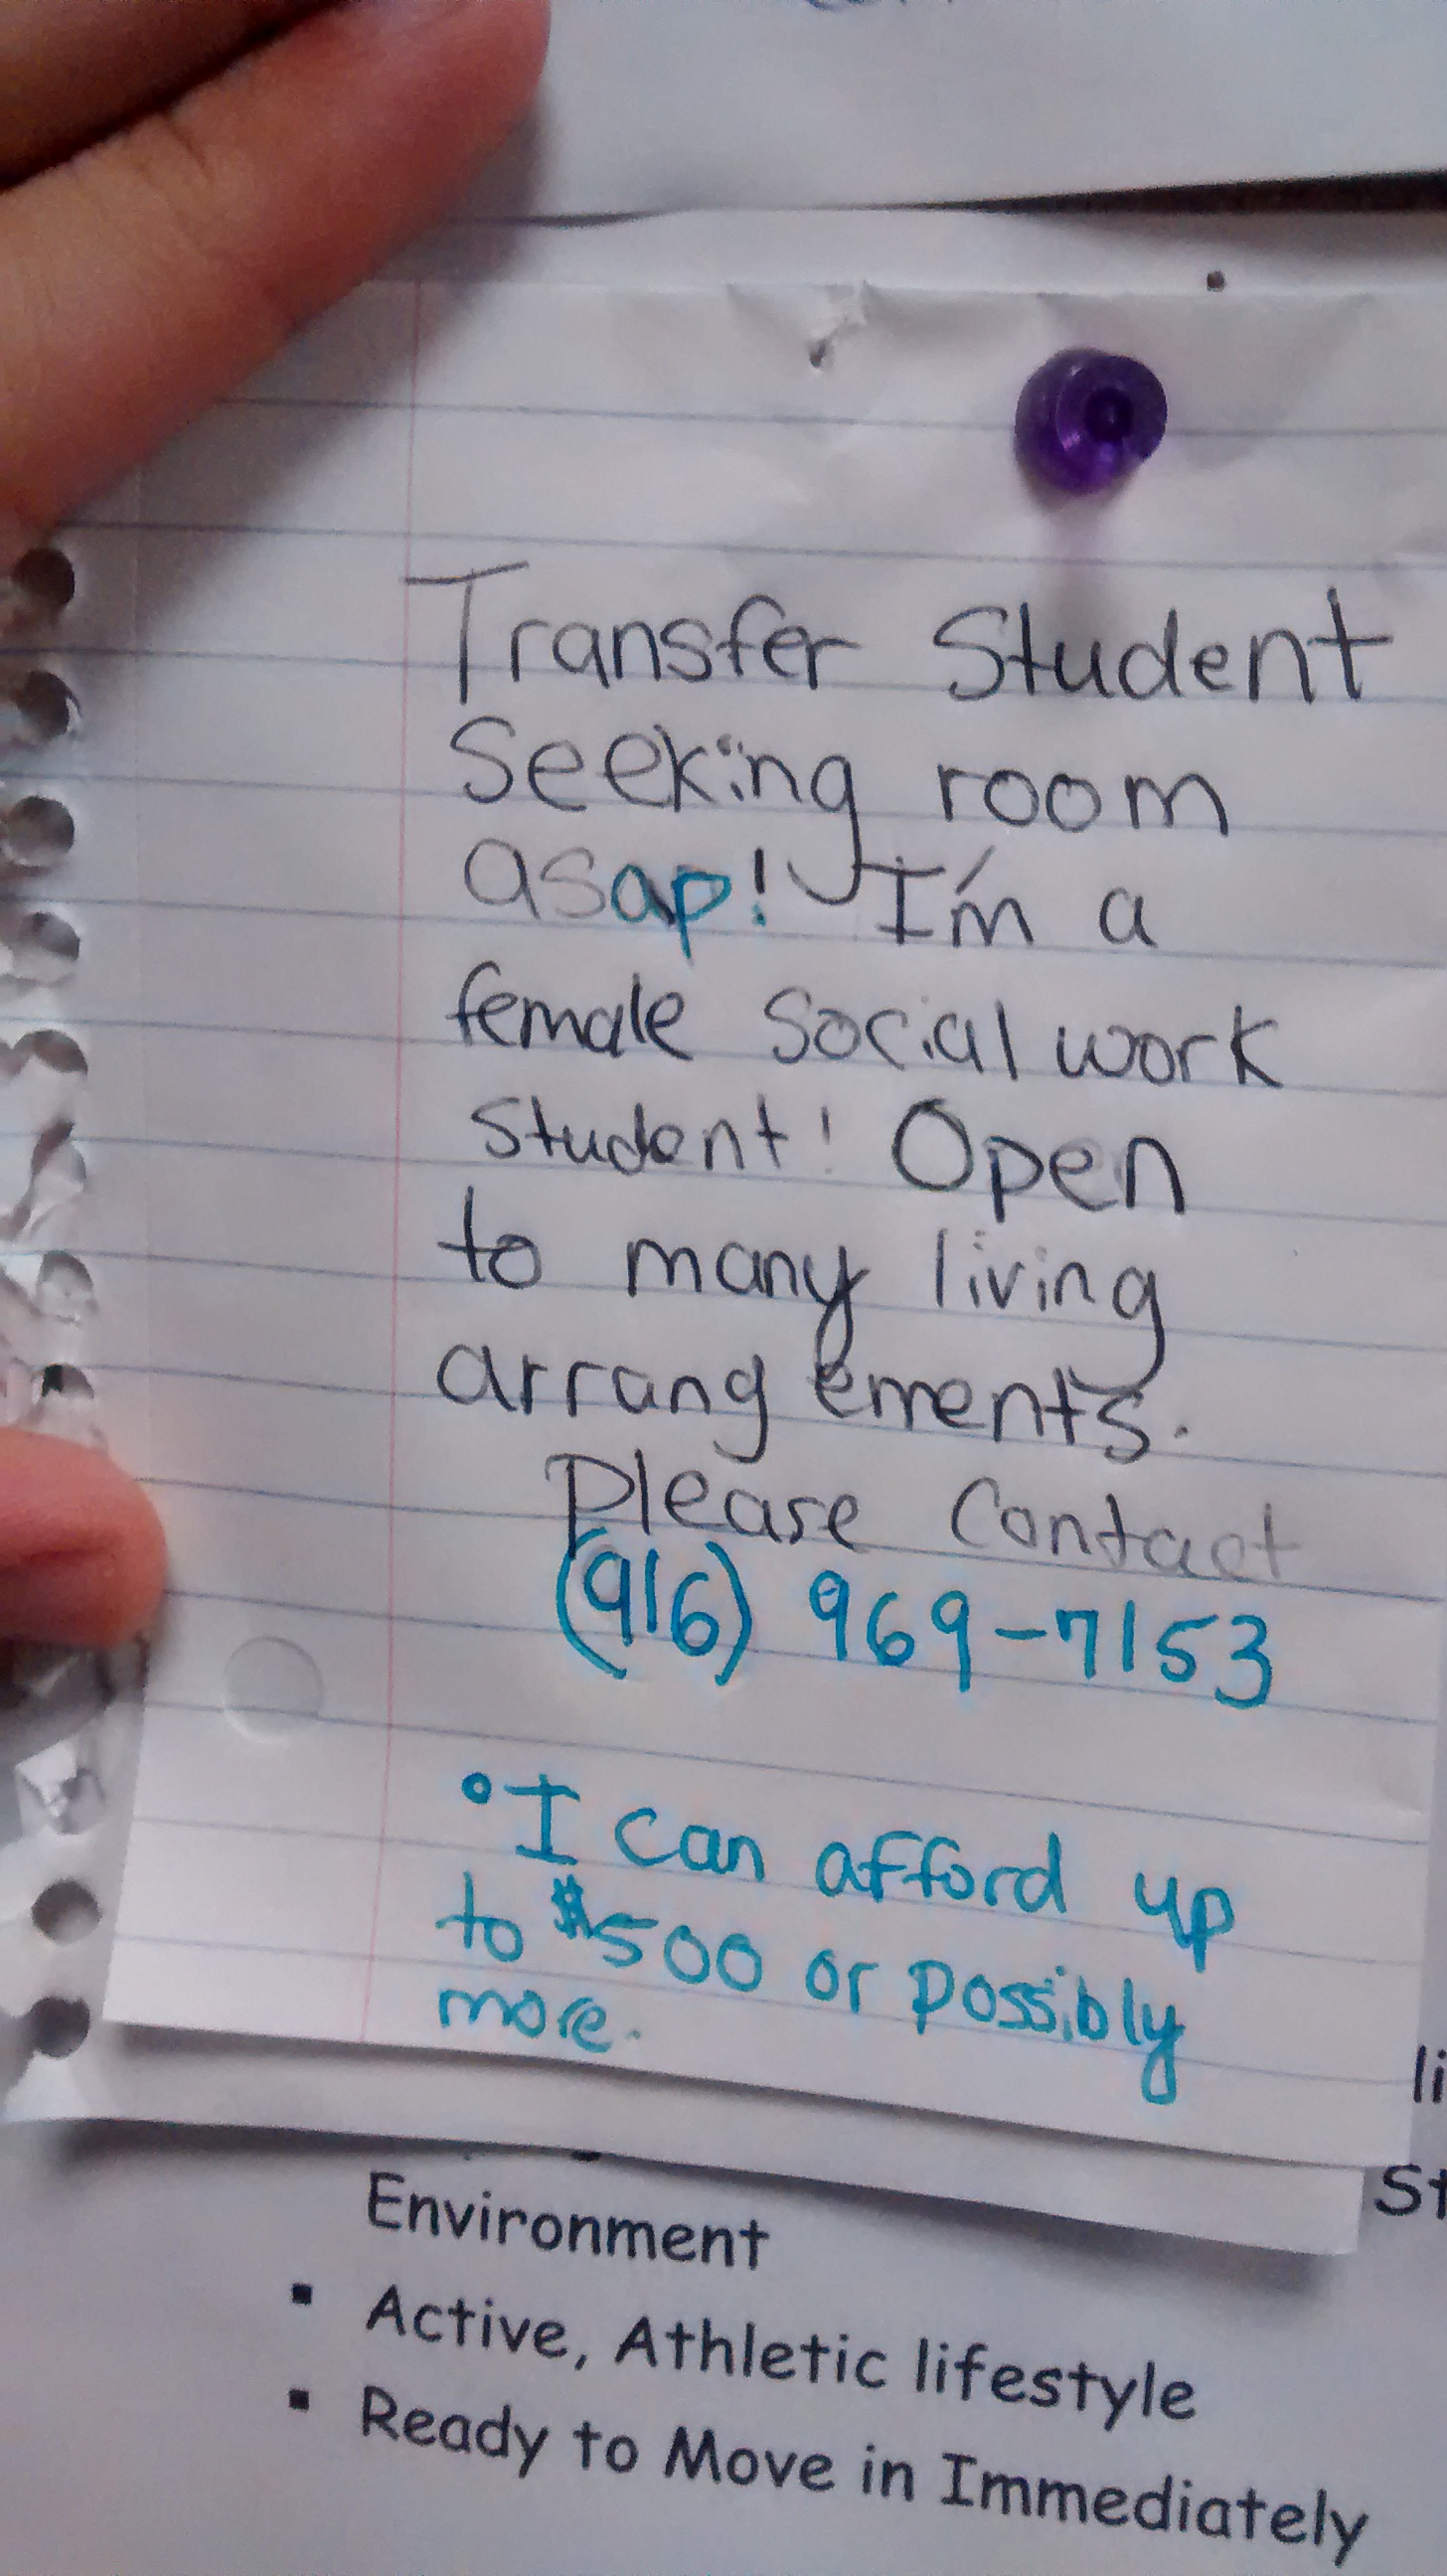 Transfer Student
Seeking room
asap! I'm a
female social work
Student! Open
to many living
arrangements.
Please Contact
(916) 969-7153
• I can afford up
to $500 or possibly
more.
li
St
Environment
▪ Active, Athletic lifestyle
▪ Ready to Move in Immediately